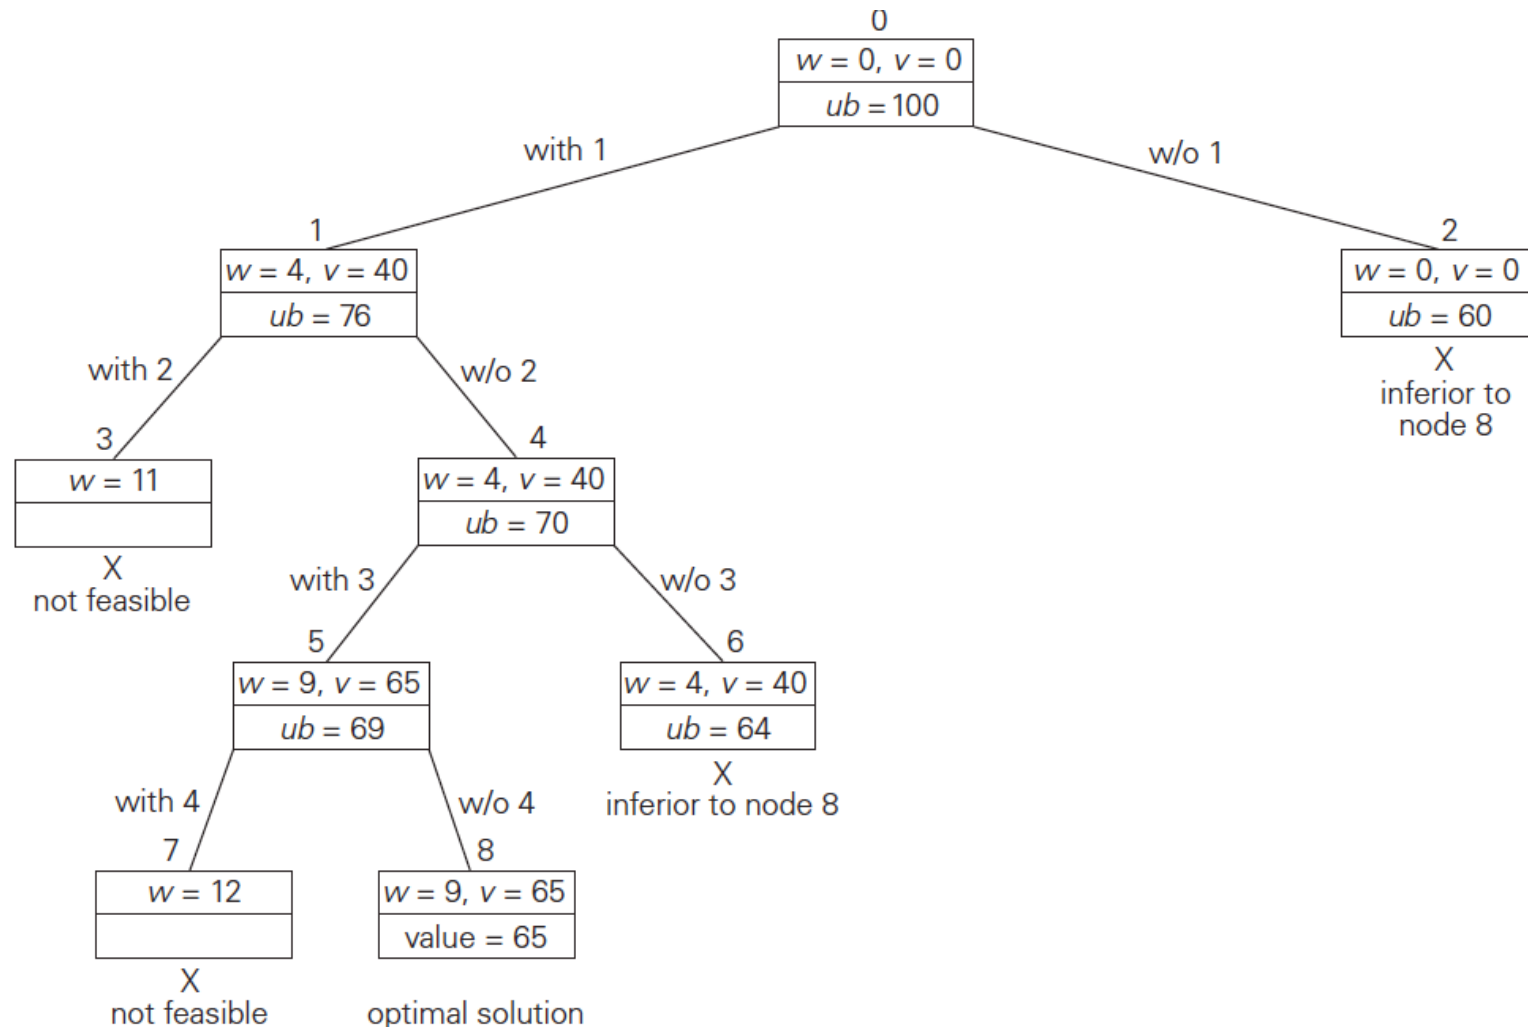 0
w = 0, v = 0
ub = 100
with 1
w/o 1
1
w = 4, v = 40
ub = 76
2
w = 0, v = 0
ub = 60
X
inferior to
node 8
with 2
w/o 2
3
w = 11
X
not feasible
4
w = 4, v = 40
ub = 70
with 3
w/o 3
5
w = 9, v = 65
ub = 69
6
w = 4, v = 40
ub = 64
X
inferior to node 8
with 4
w/o 4
7
w = 12
X
not feasible
8
w = 9, v = 65
value = 65
optimal solution